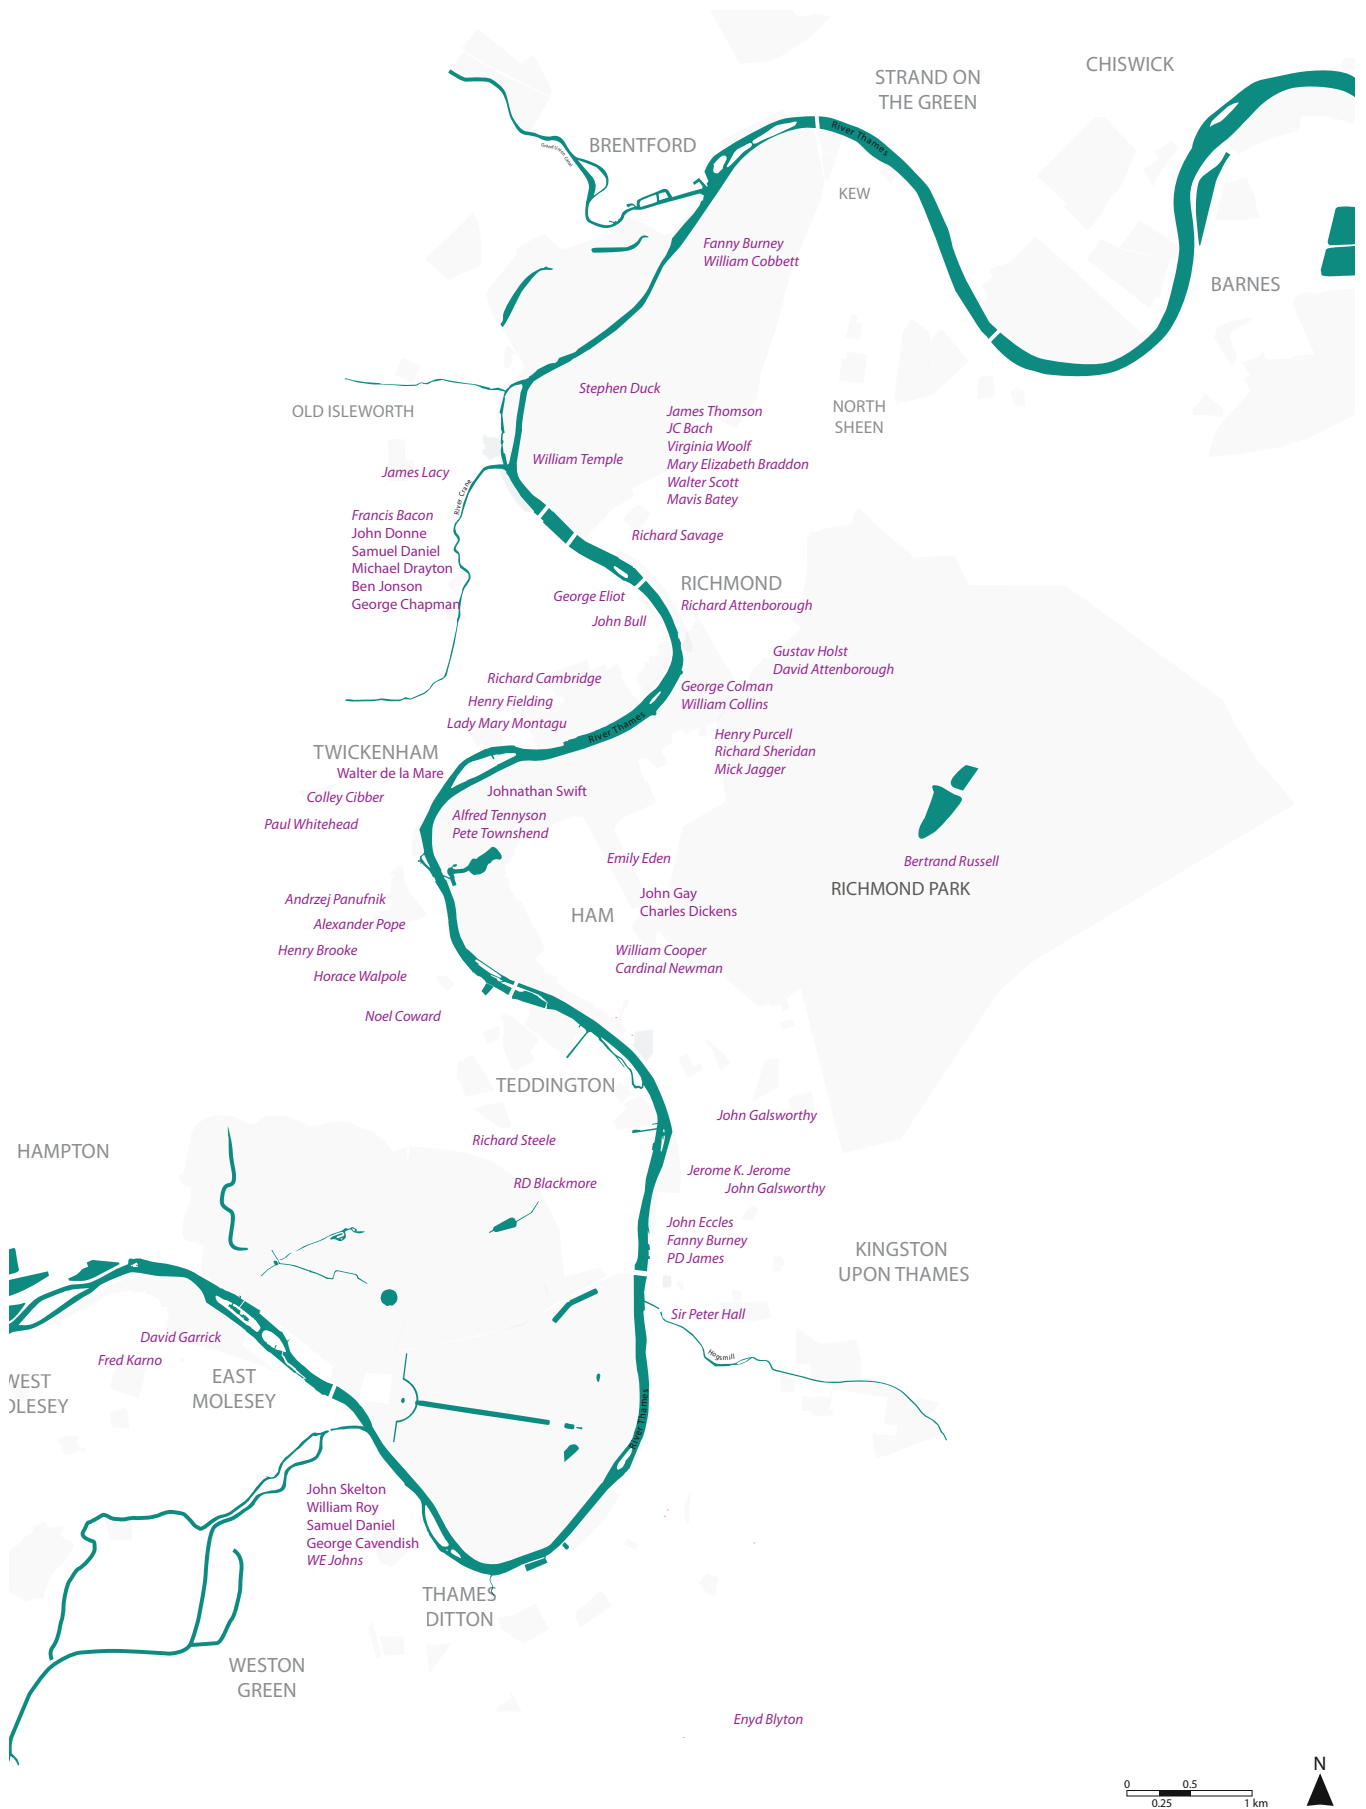 CHISWICK
STRAND ON
THE GREEN
River Thames
BRENTFORD
Grand Union Canal
KEW
Fanny Burney
William Cobbett
BARNES
Stephen Duck
OLD ISLEWORTH
NORTH
SHEEN
James Thomson
JC Bach
Virginia Woolf
Mary Elizabeth Braddon
Walter Scott
Mavis Batey
William Temple
James Lacy
River Crane
Francis Bacon
John Donne
Samuel Daniel
Michael Drayton
Ben Jonson
George Chapman
Richard Savage
RICHMOND
Richard Attenborough
George Eliot
John Bull
Gustav Holst
David Attenborough
Richard Cambridge
Henry Fielding
Lady Mary Montagu
George Colman
William Collins
River Thames
Henry Purcell
Richard Sheridan
Mick Jagger
TWICKENHAM
Walter de la Mare
Colley Cibber
Paul Whitehead
Johnathan Swift
Alfred Tennyson
Pete Townshend
Emily Eden
Bertrand Russell
RICHMOND PARK
John Gay
Charles Dickens
HAM
Andrzej Panufnik
Alexander Pope
Henry Brooke
Horace Walpole
William Cooper
Cardinal Newman
Noel Coward
TEDDINGTON
John Galsworthy
HAMPTON
Richard Steele
RD Blackmore
Jerome K. Jerome
John Galsworthy
John Eccles
Fanny Burney
PD James
KINGSTON
UPON THAMES
Sir Peter Hall
Hogsmill
David Garrick
Fred Karno
WEST
OLESEY
EAST
MOLESEY
River Thames
John Skelton
William Roy
Samuel Daniel
George Cavendish
WE Johns
THAMES
DITTON
WESTON
GREEN
Enyd Blyton
N
0 0.5
0.25 1 km